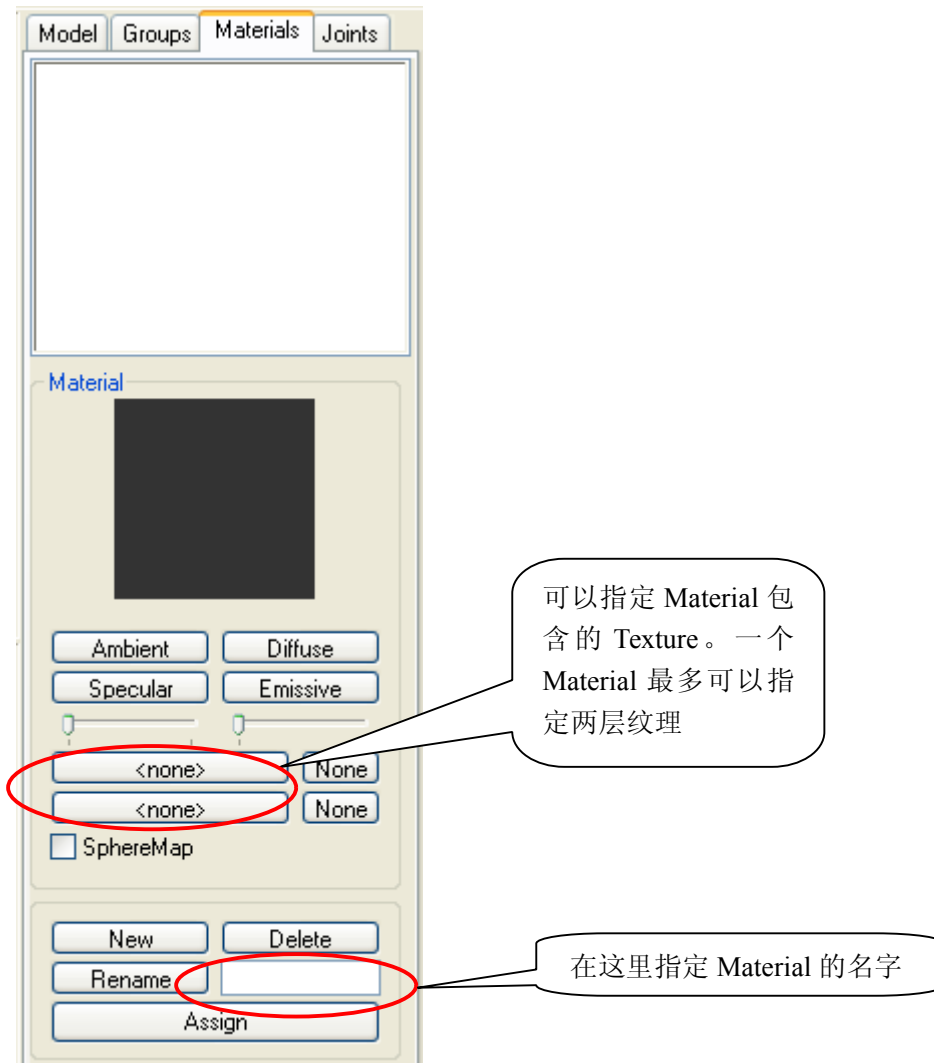 Model Groups Materials Joints
Material
Ambient Diffuse
Specular Emissive
<none> None
<none> None
SphereMap
New Delete
Rename
Assign
可以指定 Material 包
含的 Texture。一个
Material 最多可以指
定两层纹理
在这里指定 Material 的名字